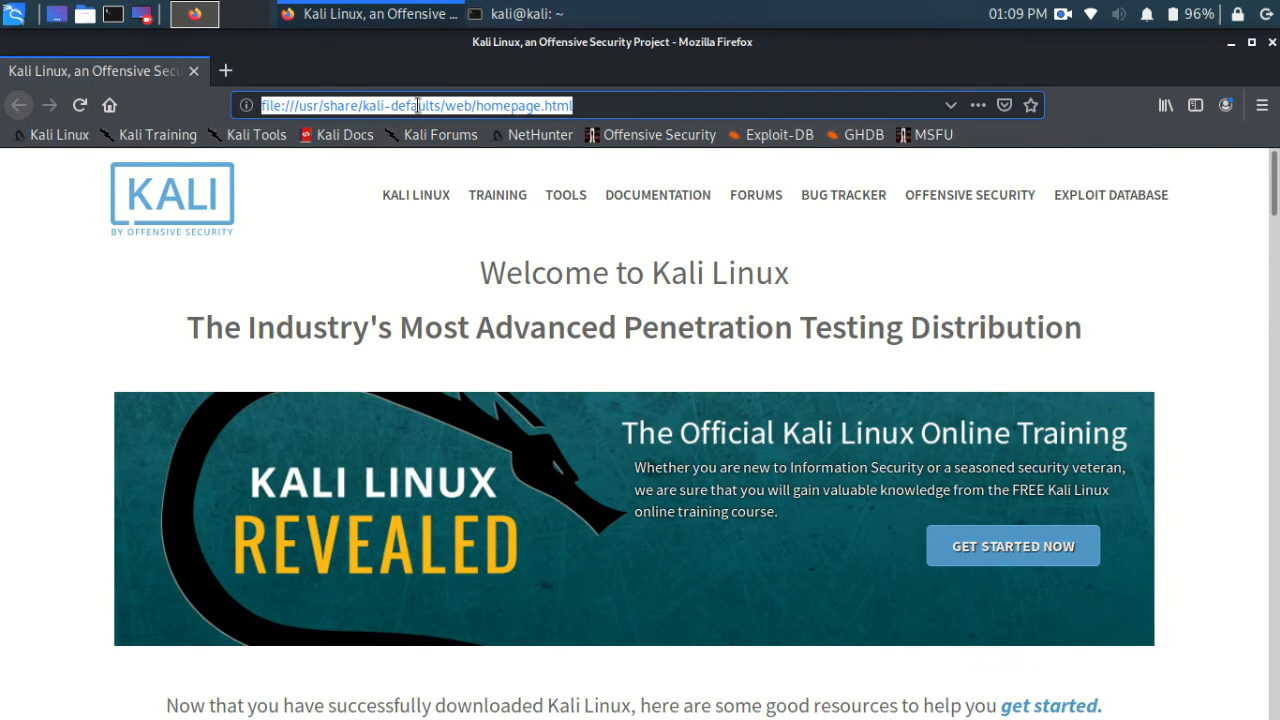 Kali Linux, an Offensive ...
kali@kali: ~
01:09 PM
96%
Kali Linux, an Offensive Security Project - Mozilla Firefox
Kali Linux, an Offensive Secu
file:///usr/share/kali-defaults/web/homepage.html
Kali Linux Kali Training Kali Tools Kali Docs Kali Forums NetHunter Offensive Security Exploit-DB GHDB MSFU
KALI
BY OFFENSIVE SECURITY
KALI LINUX TRAINING TOOLS DOCUMENTATION FORUMS BUG TRACKER OFFENSIVE SECURITY EXPLOIT DATABASE
Welcome to Kali Linux
The Industry's Most Advanced Penetration Testing Distribution
KALI LINUX
REVEALED
The Official Kali Linux Online Training
Whether you are new to Information Security or a seasoned security veteran,
we are sure that you will gain valuable knowledge from the FREE Kali Linux
online training course.
GET STARTED NOW
Now that you have successfully downloaded Kali Linux, here are some good resources to help you get started.